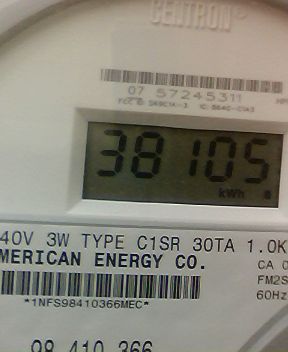 CENTRON®
07 57245311
38105
kWh
40V 3W TYPE C1SR 30TA 1.0K
MERICAN ENERGY CO.
CA 0
FM2S
60Hz
*1NFS98410366MEC*
98 410 366